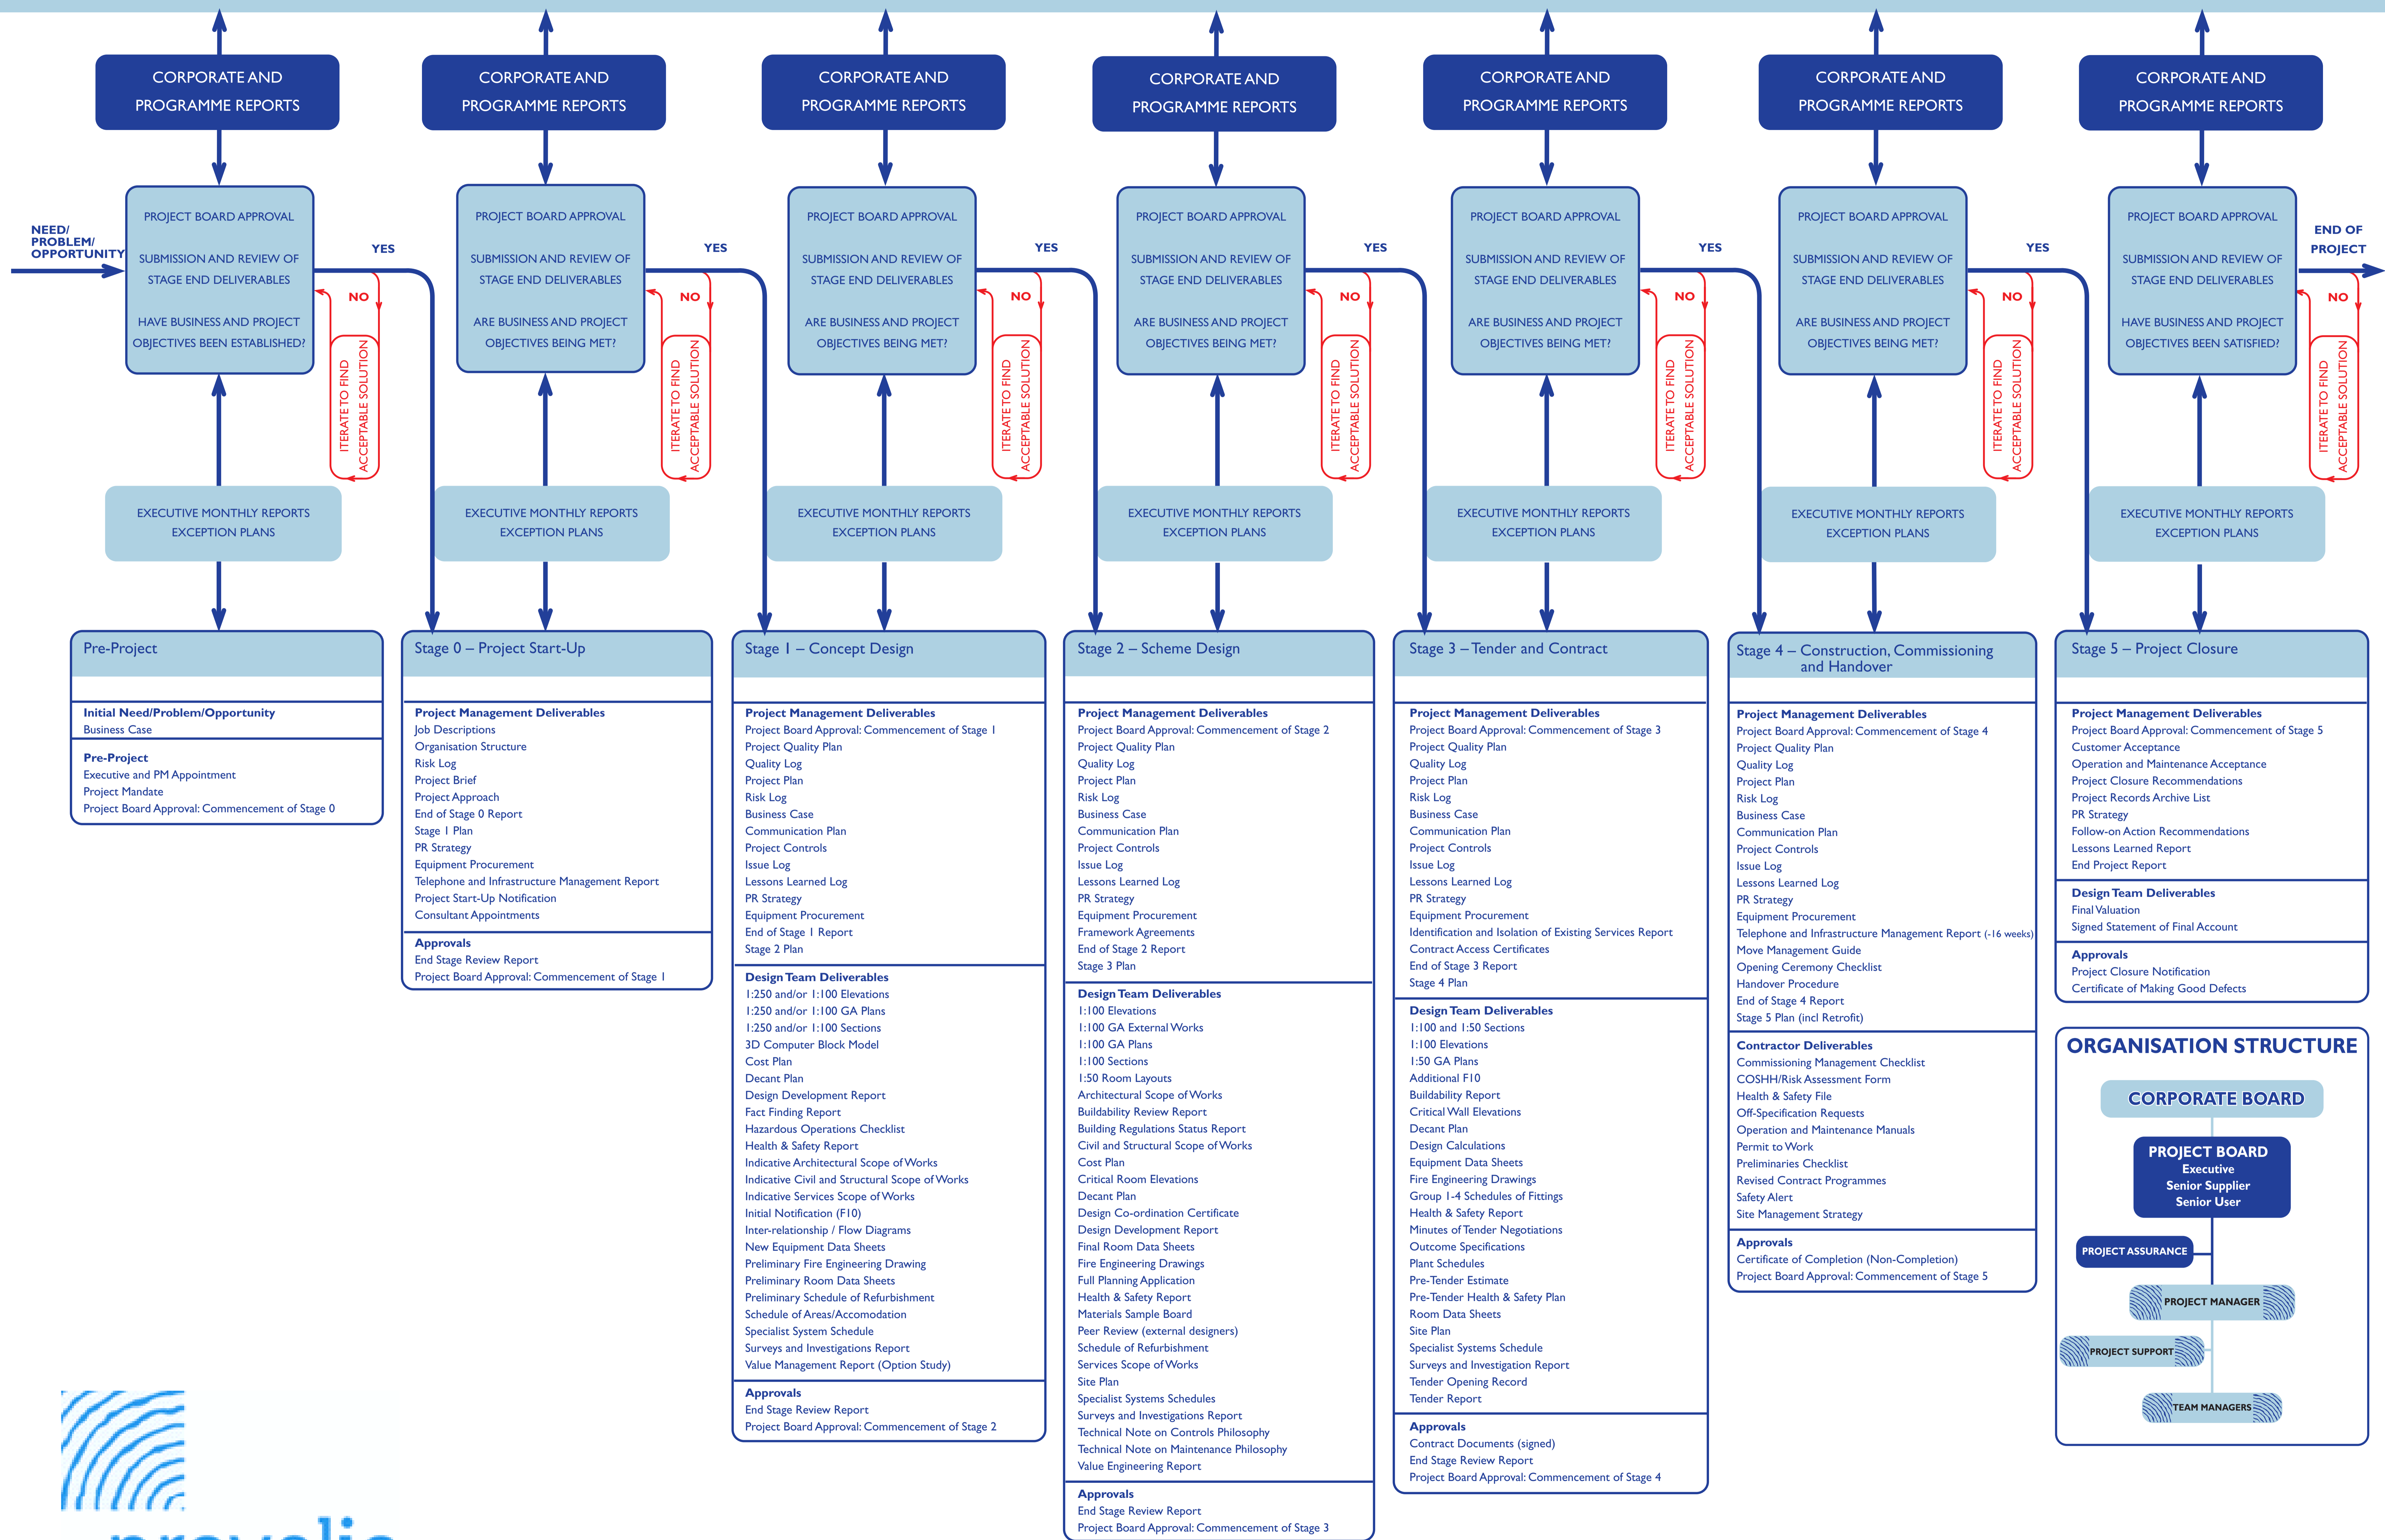 CORPORATE AND
PROGRAMME REPORTS
CORPORATE AND
PROGRAMME REPORTS
CORPORATE AND
PROGRAMME REPORTS
CORPORATE AND
PROGRAMME REPORTS
CORPORATE AND
PROGRAMME REPORTS
CORPORATE AND
PROGRAMME REPORTS
CORPORATE AND
PROGRAMME REPORTS
NEED/
PROBLEM/
OPPORTUNITY
PROJECT BOARD APPROVAL
SUBMISSION AND REVIEW OF
STAGE END DELIVERABLES
HAVE BUSINESS AND PROJECT
OBJECTIVES BEEN ESTABLISHED?
YES
NO
ITERATE TO FIND
ACCEPTABLE SOLUTION
PROJECT BOARD APPROVAL
SUBMISSION AND REVIEW OF
STAGE END DELIVERABLES
ARE BUSINESS AND PROJECT
OBJECTIVES BEING MET?
YES
NO
ITERATE TO FIND
ACCEPTABLE SOLUTION
PROJECT BOARD APPROVAL
SUBMISSION AND REVIEW OF
STAGE END DELIVERABLES
ARE BUSINESS AND PROJECT
OBJECTIVES BEING MET?
YES
NO
ITERATE TO FIND
ACCEPTABLE SOLUTION
PROJECT BOARD APPROVAL
SUBMISSION AND REVIEW OF
STAGE END DELIVERABLES
ARE BUSINESS AND PROJECT
OBJECTIVES BEING MET?
YES
NO
ITERATE TO FIND
ACCEPTABLE SOLUTION
PROJECT BOARD APPROVAL
SUBMISSION AND REVIEW OF
STAGE END DELIVERABLES
ARE BUSINESS AND PROJECT
OBJECTIVES BEING MET?
YES
NO
ITERATE TO FIND
ACCEPTABLE SOLUTION
PROJECT BOARD APPROVAL
SUBMISSION AND REVIEW OF
STAGE END DELIVERABLES
ARE BUSINESS AND PROJECT
OBJECTIVES BEING MET?
YES
NO
ITERATE TO FIND
ACCEPTABLE SOLUTION
PROJECT BOARD APPROVAL
SUBMISSION AND REVIEW OF
STAGE END DELIVERABLES
HAVE BUSINESS AND PROJECT
OBJECTIVES BEEN SATISFIED?
END OF
PROJECT
NO
ITERATE TO FIND
ACCEPTABLE SOLUTION
EXECUTIVE MONTHLY REPORTS
EXCEPTION PLANS
EXECUTIVE MONTHLY REPORTS
EXCEPTION PLANS
EXECUTIVE MONTHLY REPORTS
EXCEPTION PLANS
EXECUTIVE MONTHLY REPORTS
EXCEPTION PLANS
EXECUTIVE MONTHLY REPORTS
EXCEPTION PLANS
EXECUTIVE MONTHLY REPORTS
EXCEPTION PLANS
EXECUTIVE MONTHLY REPORTS
EXCEPTION PLANS
Pre-Project
Initial Need/Problem/Opportunity
Business Case
Pre-Project
Executive and PM Appointment
Project Mandate
Project Board Approval: Commencement of Stage 0
Stage 0 – Project Start-Up
Project Management Deliverables
Job Descriptions
Organisation Structure
Risk Log
Project Brief
Project Approach
End of Stage 0 Report
Stage 1 Plan
PR Strategy
Equipment Procurement
Telephone and Infrastructure Management Report
Project Start-Up Notification
Consultant Appointments
Approvals
End Stage Review Report
Project Board Approval: Commencement of Stage 1
Stage 1 – Concept Design
Project Management Deliverables
Project Board Approval: Commencement of Stage 1
Project Quality Plan
Quality Log
Project Plan
Risk Log
Business Case
Communication Plan
Project Controls
Issue Log
Lessons Learned Log
PR Strategy
Equipment Procurement
End of Stage 1 Report
Stage 2 Plan
Design Team Deliverables
1:250 and/or 1:100 Elevations
1:250 and/or 1:100 GA Plans
1:250 and/or 1:100 Sections
3D Computer Block Model
Cost Plan
Decant Plan
Design Development Report
Fact Finding Report
Hazardous Operations Checklist
Health & Safety Report
Indicative Architectural Scope of Works
Indicative Civil and Structural Scope of Works
Indicative Services Scope of Works
Initial Notification (F10)
Inter-relationship / Flow Diagrams
New Equipment Data Sheets
Preliminary Fire Engineering Drawing
Preliminary Room Data Sheets
Preliminary Schedule of Refurbishment
Schedule of Areas/Accomodation
Specialist System Schedule
Surveys and Investigations Report
Value Management Report (Option Study)
Approvals
End Stage Review Report
Project Board Approval: Commencement of Stage 2
Stage 2 – Scheme Design
Project Management Deliverables
Project Board Approval: Commencement of Stage 2
Project Quality Plan
Quality Log
Project Plan
Risk Log
Business Case
Communication Plan
Project Controls
Issue Log
Lessons Learned Log
PR Strategy
Equipment Procurement
Framework Agreements
End of Stage 2 Report
Stage 3 Plan
Design Team Deliverables
1:100 Elevations
1:100 GA External Works
1:100 GA Plans
1:100 Sections
1:50 Room Layouts
Architectural Scope of Works
Buildability Review Report
Building Regulations Status Report
Civil and Structural Scope of Works
Cost Plan
Critical Room Elevations
Decant Plan
Design Co-ordination Certificate
Design Development Report
Final Room Data Sheets
Fire Engineering Drawings
Full Planning Application
Health & Safety Report
Materials Sample Board
Peer Review (external designers)
Schedule of Refurbishment
Services Scope of Works
Site Plan
Specialist Systems Schedules
Surveys and Investigations Report
Technical Note on Controls Philosophy
Technical Note on Maintenance Philosophy
Value Engineering Report
Approvals
End Stage Review Report
Project Board Approval: Commencement of Stage 3
Stage 3 – Tender and Contract
Project Management Deliverables
Project Board Approval: Commencement of Stage 3
Project Quality Plan
Quality Log
Project Plan
Risk Log
Business Case
Communication Plan
Project Controls
Issue Log
Lessons Learned Log
PR Strategy
Equipment Procurement
Identification and Isolation of Existing Services Report
Contract Access Certificates
End of Stage 3 Report
Stage 4 Plan
Design Team Deliverables
1:100 and 1:50 Sections
1:100 Elevations
1:50 GA Plans
Additional F10
Buildability Report
Critical Wall Elevations
Decant Plan
Design Calculations
Equipment Data Sheets
Fire Engineering Drawings
Group 1-4 Schedules of Fittings
Health & Safety Report
Minutes of Tender Negotiations
Outcome Specifications
Plant Schedules
Pre-Tender Estimate
Pre-Tender Health & Safety Plan
Room Data Sheets
Site Plan
Specialist Systems Schedule
Surveys and Investigation Report
Tender Opening Record
Tender Report
Approvals
Contract Documents (signed)
End Stage Review Report
Project Board Approval: Commencement of Stage 4
Stage 4 – Construction, Commissioning
and Handover
Project Management Deliverables
Project Board Approval: Commencement of Stage 4
Project Quality Plan
Quality Log
Project Plan
Risk Log
Business Case
Communication Plan
Project Controls
Issue Log
Lessons Learned Log
PR Strategy
Equipment Procurement
Telephone and Infrastructure Management Report (-16 weeks)
Move Management Guide
Opening Ceremony Checklist
Handover Procedure
End of Stage 4 Report
Stage 5 Plan (incl Retrofit)
Contractor Deliverables
Commissioning Management Checklist
COSHH/Risk Assessment Form
Health & Safety File
Off-Specification Requests
Operation and Maintenance Manuals
Permit to Work
Preliminaries Checklist
Revised Contract Programmes
Safety Alert
Site Management Strategy
Approvals
Certificate of Completion (Non-Completion)
Project Board Approval: Commencement of Stage 5
Stage 5 – Project Closure
Project Management Deliverables
Project Board Approval: Commencement of Stage 5
Customer Acceptance
Operation and Maintenance Acceptance
Project Closure Recommendations
Project Records Archive List
PR Strategy
Follow-on Action Recommendations
Lessons Learned Report
End Project Report
Design Team Deliverables
Final Valuation
Signed Statement of Final Account
Approvals
Project Closure Notification
Certificate of Making Good Defects
ORGANISATION STRUCTURE
CORPORATE BOARD
PROJECT BOARD
Executive
Senior Supplier
Senior User
PROJECT ASSURANCE
PROJECT MANAGER
PROJECT SUPPORT
TEAM MANAGERS